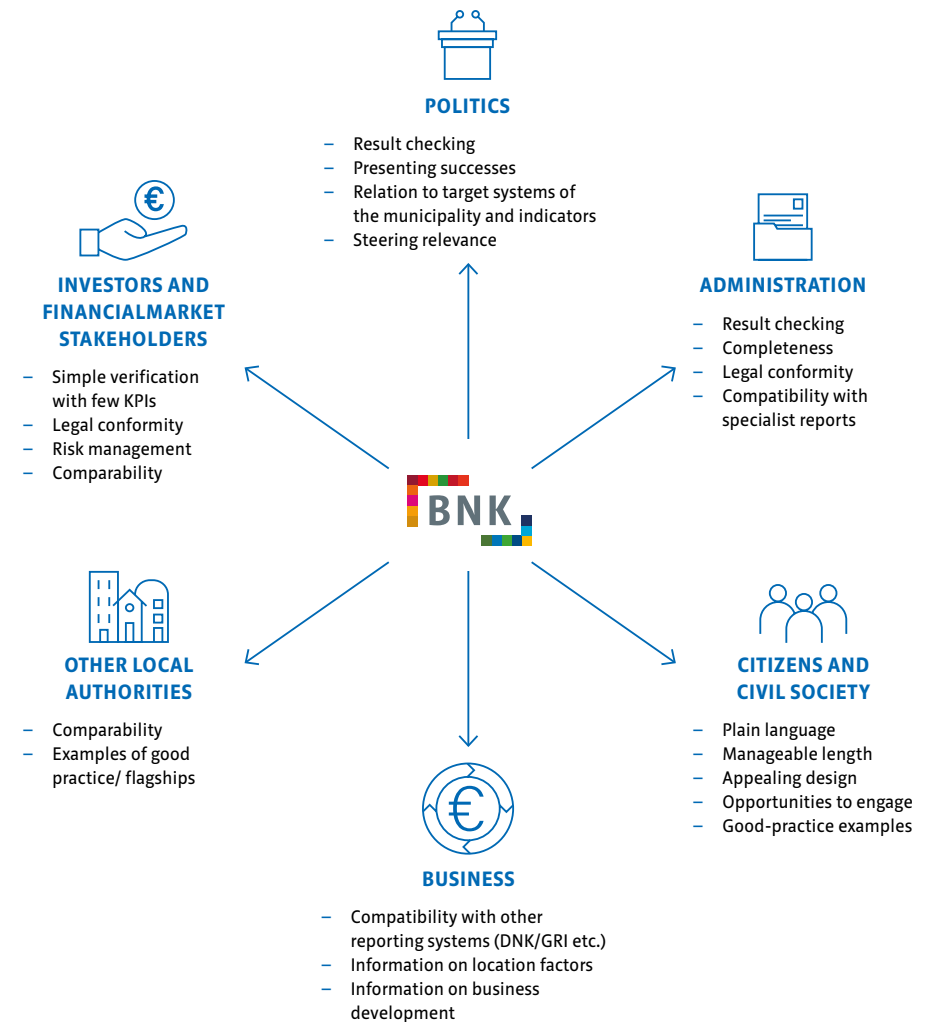 POLITICS
– Result checking
– Presenting successes
– Relation to target systems of
the municipality and indicators
– Steering relevance
€
INVESTORS AND
FINANCIALMARKET
STAKEHOLDERS
– Simple verification
with few KPIs
– Legal conformity
– Risk management
– Comparability
ADMINISTRATION
– Result checking
– Completeness
– Legal conformity
– Compatibility with
specialist reports
BNK
OTHER LOCAL
AUTHORITIES
– Comparability
– Examples of good
practice/ flagships
CITIZENS AND
CIVIL SOCIETY
– Plain language
– Manageable length
– Appealing design
– Opportunities to engage
– Good-practice examples
€
BUSINESS
– Compatibility with other
reporting systems (DNK/GRI etc.)
– Information on location factors
– Information on business
development